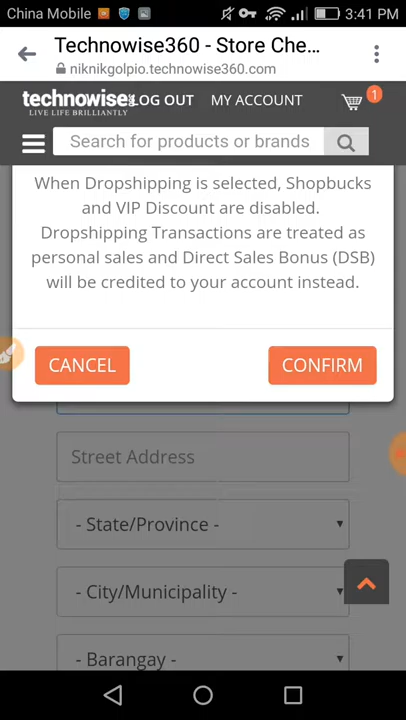 China Mobile 3:41 PM
Technowise360 - Store Che...
niknikgolpio.technowise360.com
technowise LOG OUT MY ACCOUNT 1
LIVE LIFE BRILLIANTLY
Search for products or brands
When Dropshipping is selected, Shopbucks
and VIP Discount are disabled.
Dropshipping Transactions are treated as
personal sales and Direct Sales Bonus (DSB)
will be credited to your account instead.
CANCEL CONFIRM
Street Address
- State/Province -
- City/Municipality -
- Barangay -